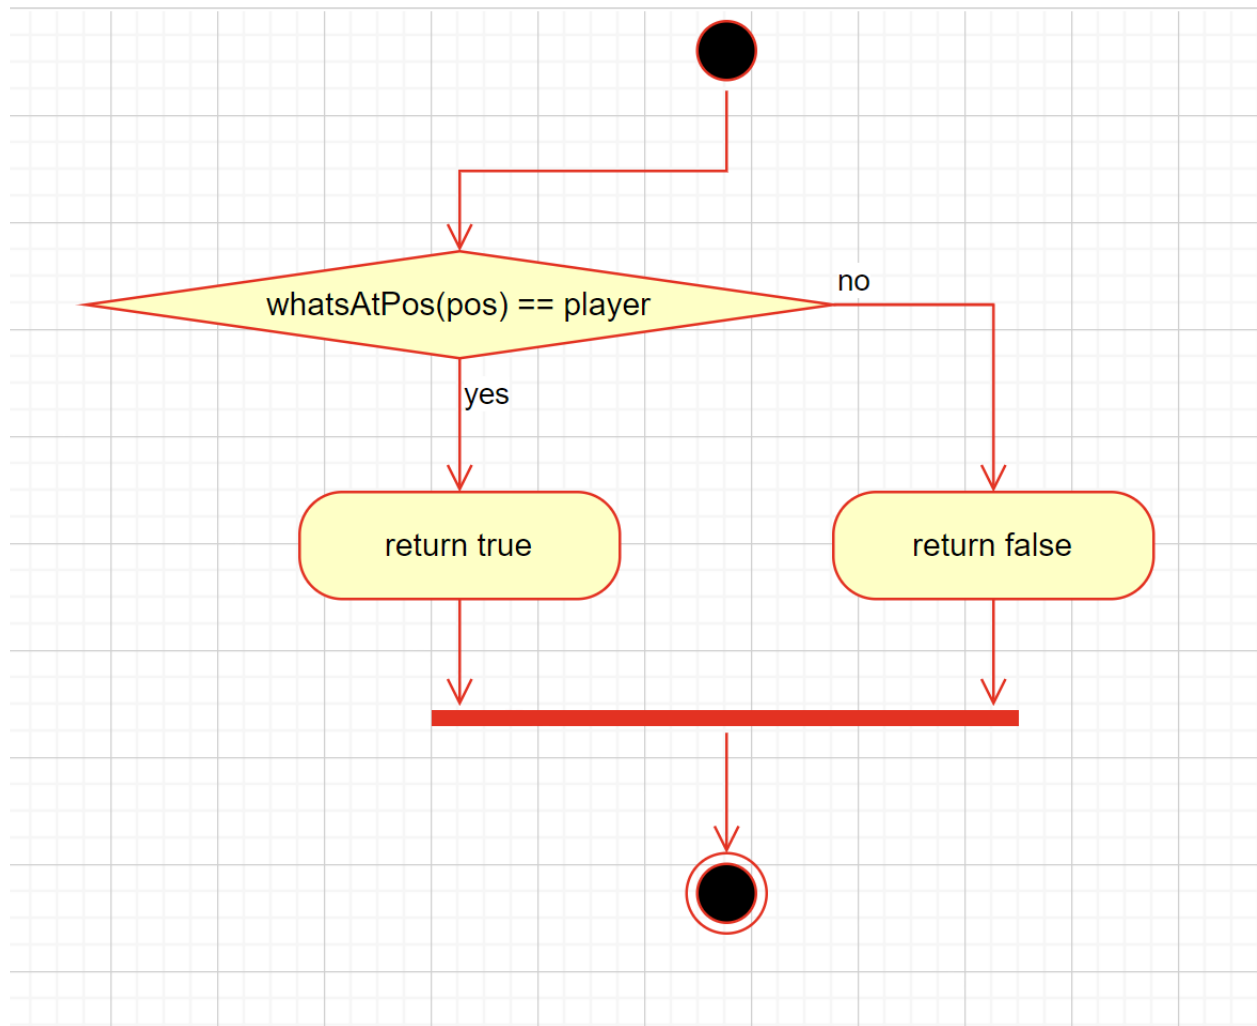 whatsAtPos(pos) == player
no
yes
return true
return false